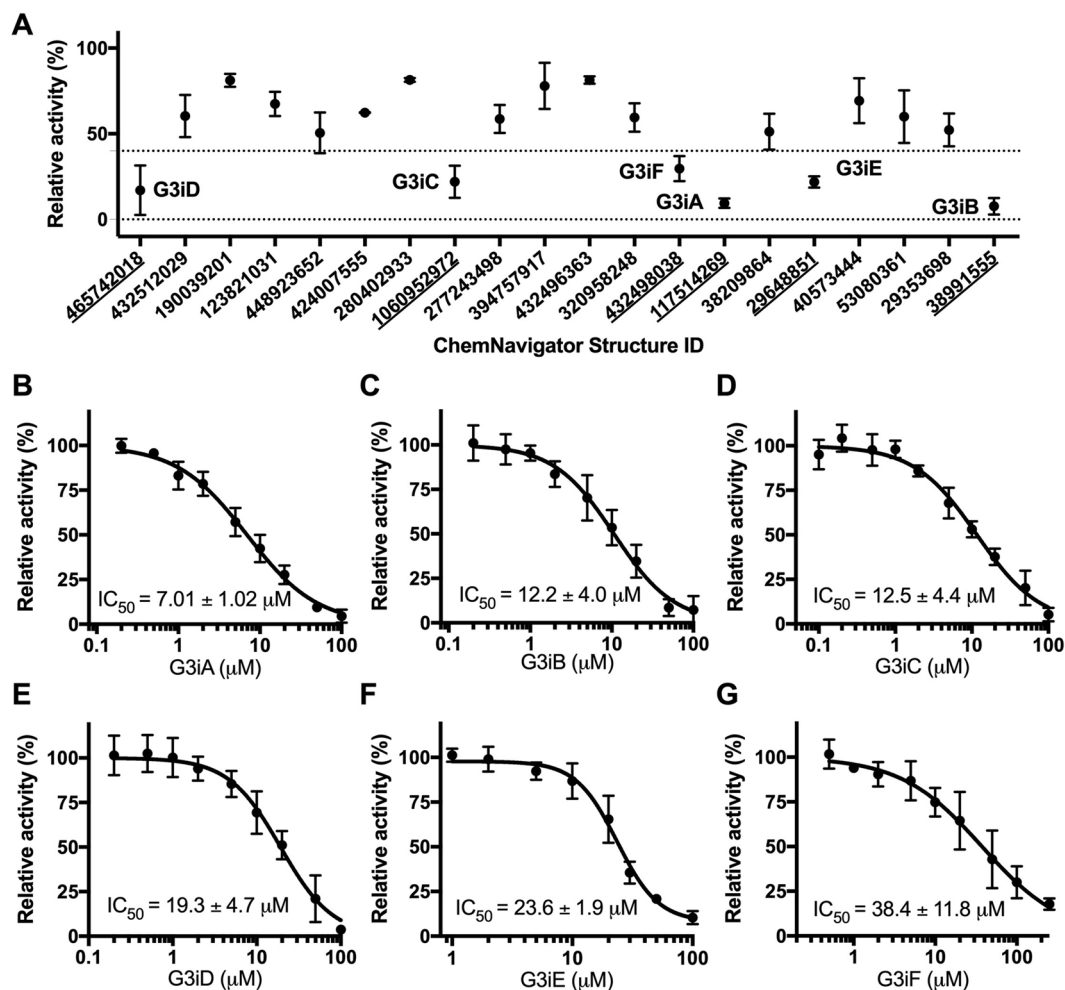 A
Relative activity (%)
100
50
0
G3iD
G3iC
G3iF
G3iA
G3iE
G3iB
465742018
432512029
190039201
123821031
448923652
424007555
280402933
1060952972
277243498
394757917
432496363
320958248
432498038
117514269
38209864
29648851
40573444
53080361
29353698
38991555
ChemNavigator Structure ID
B
Relative activity (%)
100
75
50
25
0
IC50 = 7.01 ± 1.02 μM
0.1 1 10 100
G3iA (μM)
C
Relative activity (%)
100
75
50
25
0
IC50 = 12.2 ± 4.0 μM
0.1 1 10 100
G3iB (μM)
D
Relative activity (%)
100
75
50
25
0
IC50 = 12.5 ± 4.4 μM
0.1 1 10 100
G3iC (μM)
E
Relative activity (%)
100
75
50
25
0
IC50 = 19.3 ± 4.7 μM
0.1 1 10 100
G3iD (μM)
F
Relative activity (%)
100
75
50
25
0
IC50 = 23.6 ± 1.9 μM
1 10 100
G3iE (μM)
G
Relative activity (%)
100
75
50
25
0
IC50 = 38.4 ± 11.8 μM
1 10 100
G3iF (μM)